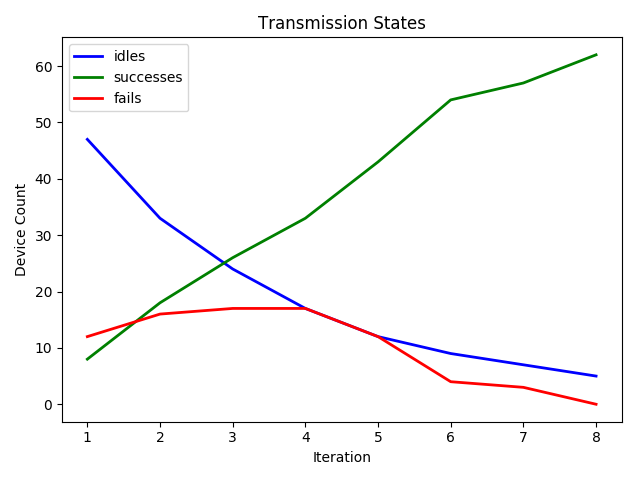 Transmission States
idles
successes
fails
Device Count
60
50
40
30
20
10
0
1 2 3 4 5 6 7 8
Iteration